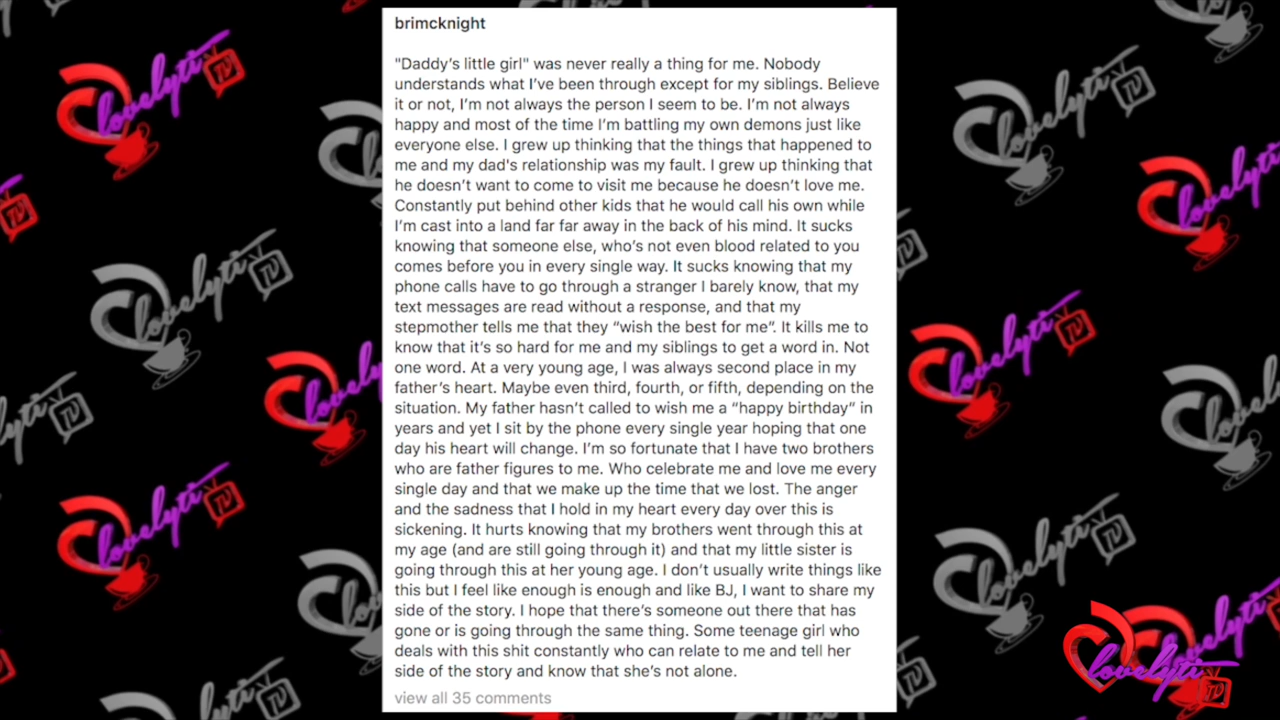 brimcknight
"Daddy's little girl" was never really a thing for me. Nobody
understands what I've been through except for my siblings. Believe
it or not, I'm not always the person I seem to be. I'm not always
happy and most of the time I'm battling my own demons just like
everyone else. I grew up thinking that the things that happened to
me and my dad's relationship was my fault. I grew up thinking that
he doesn't want to come to visit me because he doesn't love me.
Constantly put behind other kids that he would call his own while
I'm cast into a land far far away in the back of his mind. It sucks
knowing that someone else, who's not even blood related to you
comes before you in every single way. It sucks knowing that my
phone calls have to go through a stranger I barely know, that my
text messages are read without a response, and that my
stepmother tells me that they “wish the best for me”. It kills me to
know that it's so hard for me and my siblings to get a word in. Not
one word. At a very young age, I was always second place in my
father's heart. Maybe even third, fourth, or fifth, depending on the
situation. My father hasn't called to wish me a “happy birthday” in
years and yet I sit by the phone every single year hoping that one
day his heart will change. I'm so fortunate that I have two brothers
who are father figures to me. Who celebrate me and love me every
single day and that we make up the time that we lost. The anger
and the sadness that I hold in my heart every day over this is
sickening. It hurts knowing that my brothers went through this at
my age (and are still going through it) and that my little sister is
going through this at her young age. I don't usually write things like
this but I feel like enough is enough and like BJ, I want to share my
side of the story. I hope that there's someone out there that has
gone or is going through the same thing. Some teenage girl who
deals with this shit constantly who can relate to me and tell her
side of the story and know that she's not alone.
view all 35 comments
lovelyti TV
lovelyti TV
lovelyti TV
lovelyti TV
lovelyti TV
lovelyti TV
lovelyti TV
lovelyti TV
lovelyti TV